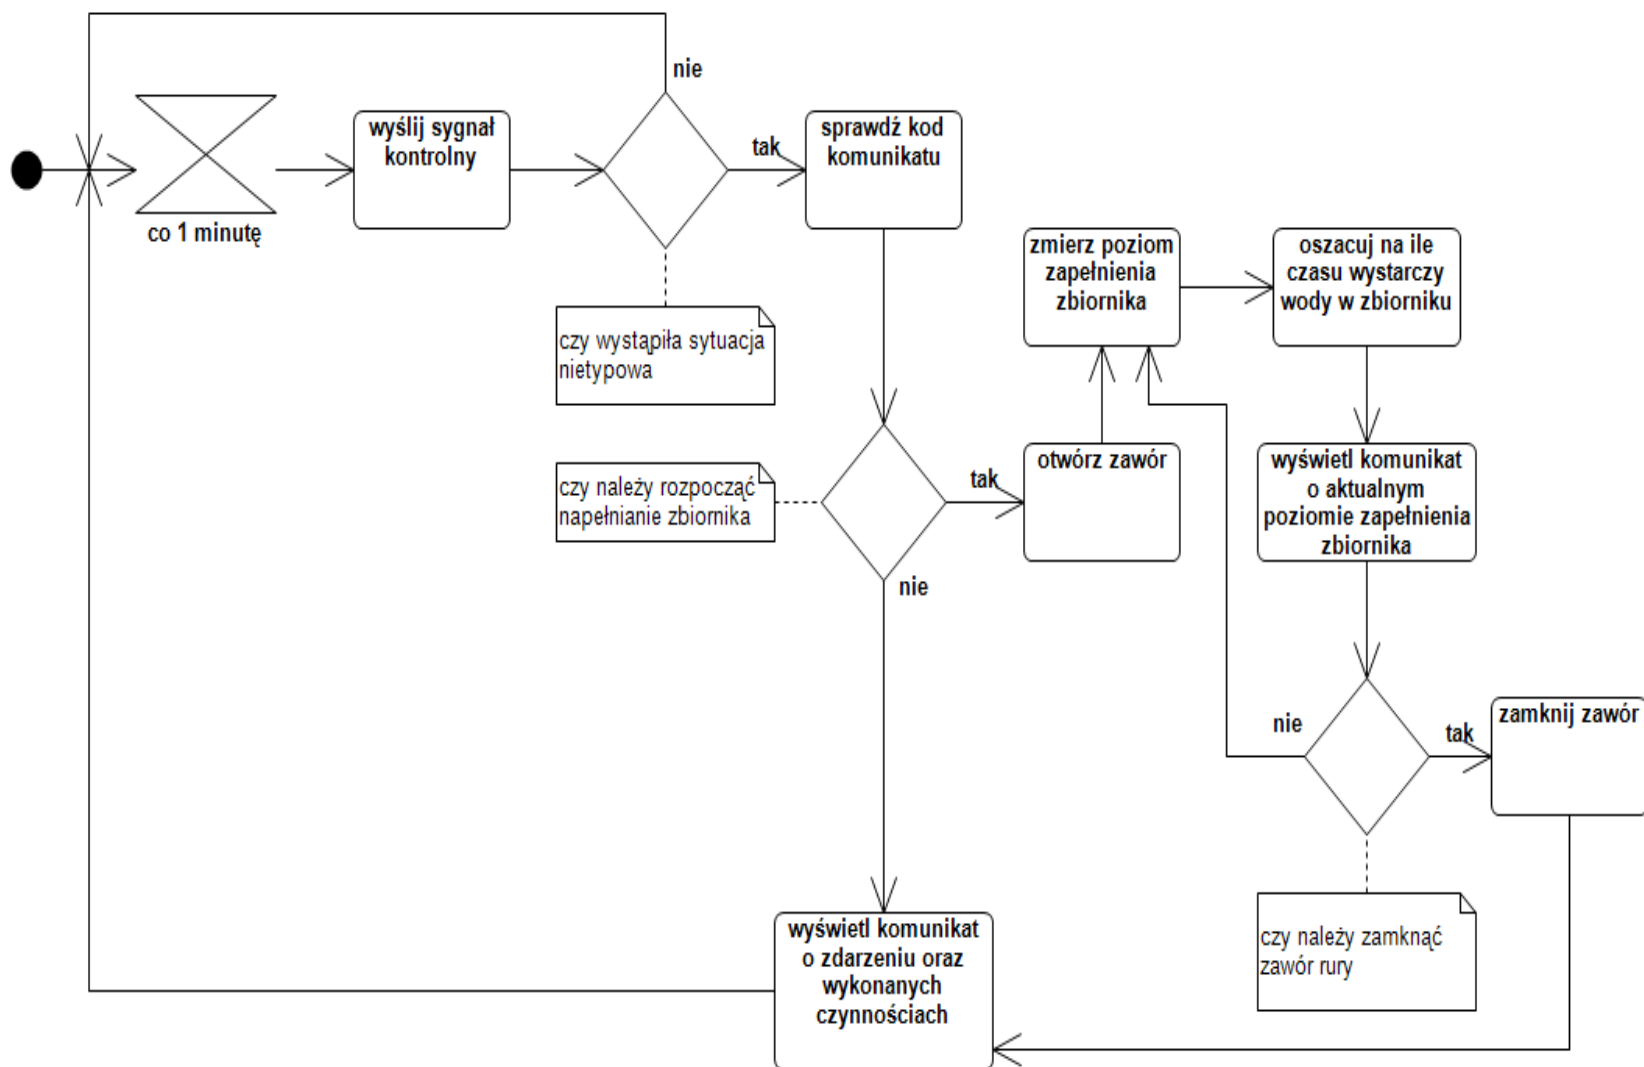 nie
wyślij sygnał
kontrolny
tak
sprawdź kod
komunikatu
co 1 minutę
zmierz poziom
zapełnienia
zbiornika
oszacuj na ile
czasu wystarczy
wody w zbiorniku
czy wystąpiła sytuacja
nietypowa
czy należy rozpocząć
napełnianie zbiornika
tak
otwórz zawór
wyświetl komunikat
o aktualnym
poziomie zapełnienia
zbiornika
nie
nie
tak
zamknij zawór
wyświetl komunikat
o zdarzeniu oraz
wykonanych
czynnościach
czy należy zamknąć
zawór rury